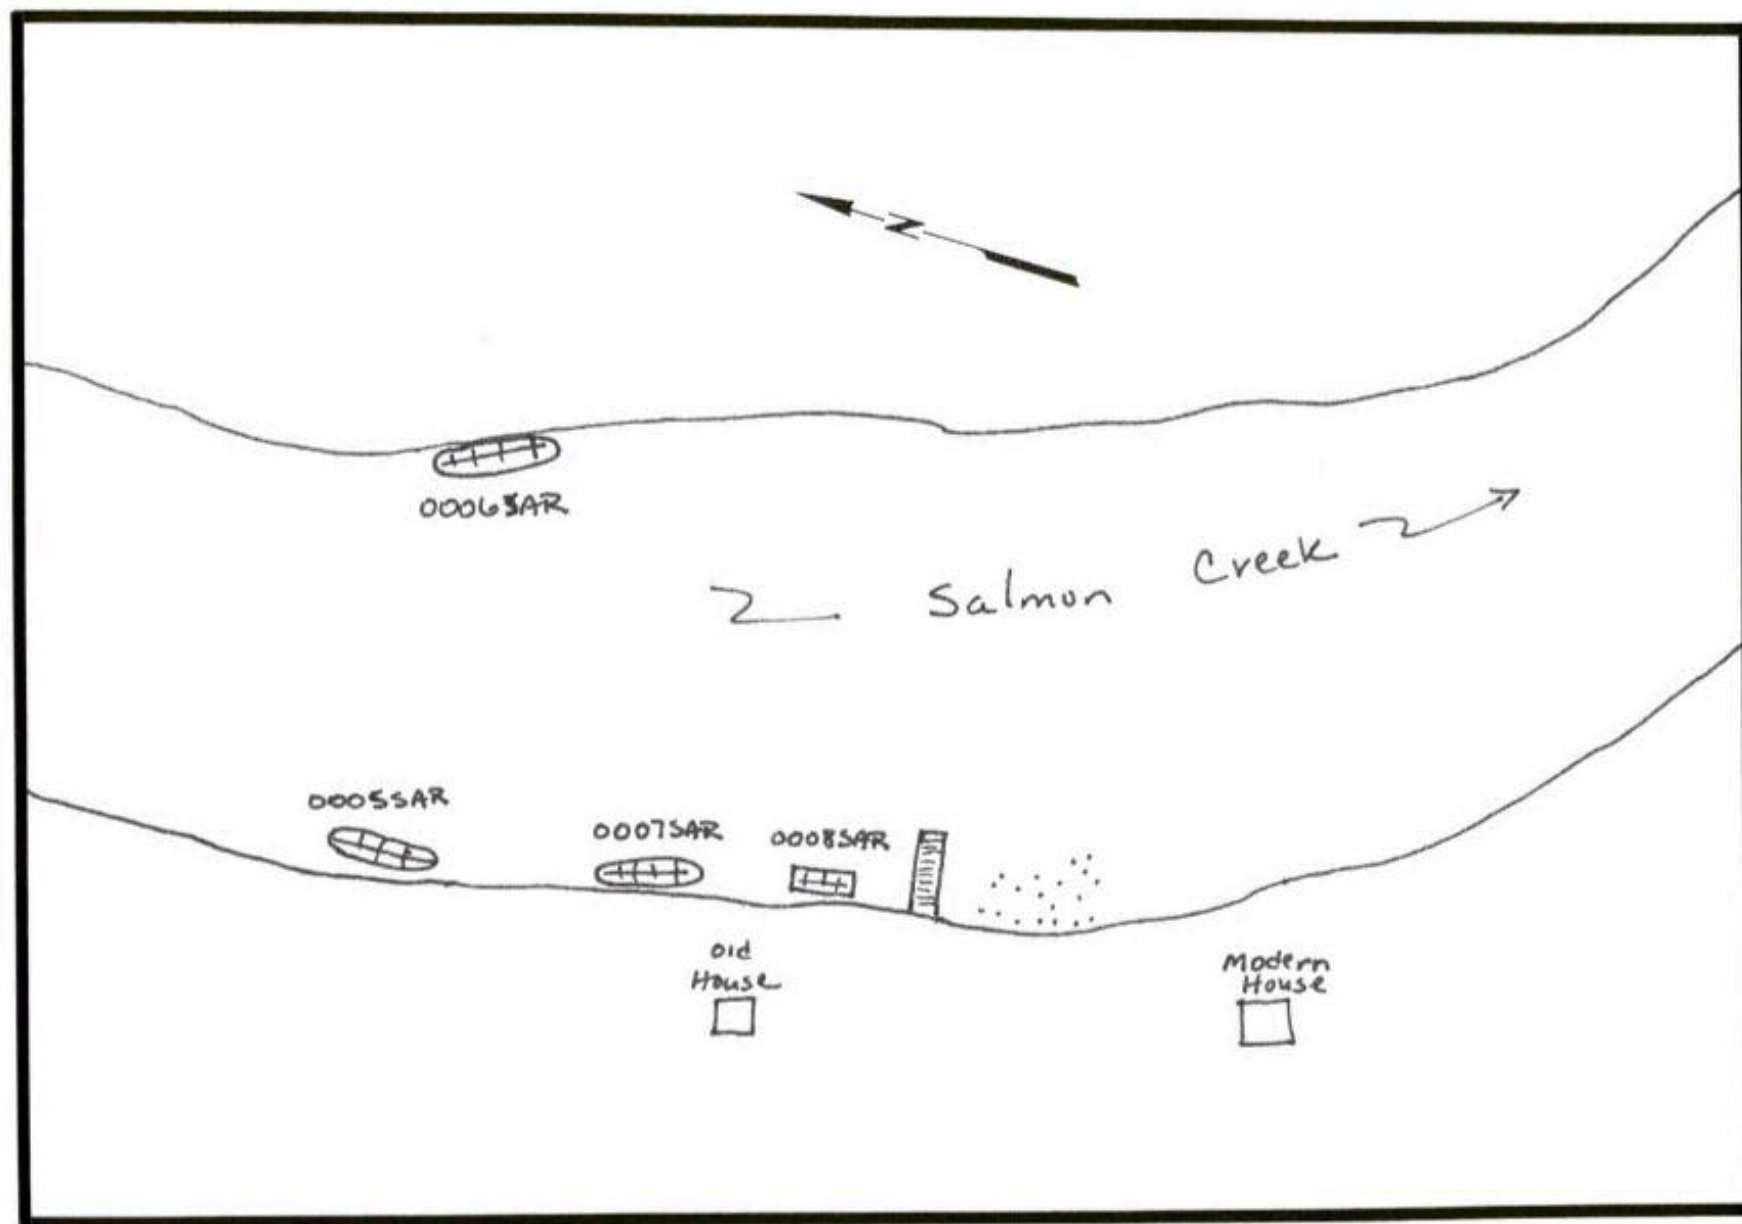 N
0006SAR
Salmon Creek
0005SAR
0007SAR
0008SAR
Old
House
Modern
House